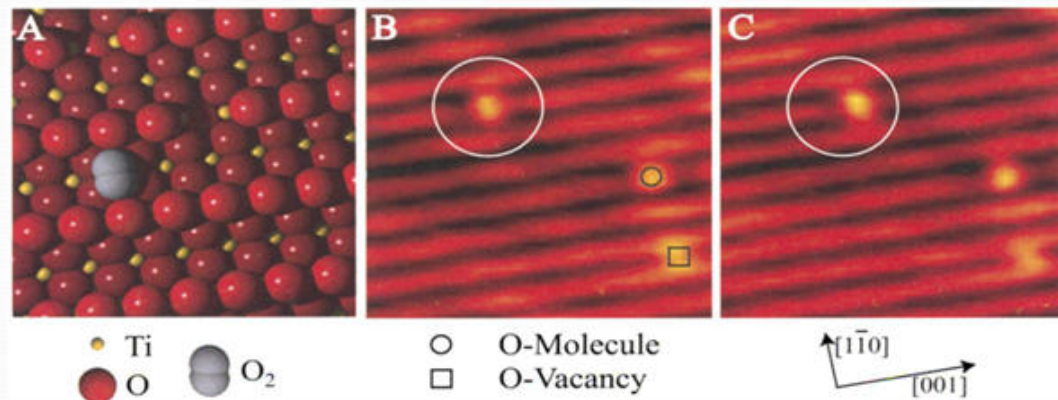 A
B
C
Ti
O
O₂
O-Molecule
O-Vacancy
[11̄0]
[001]